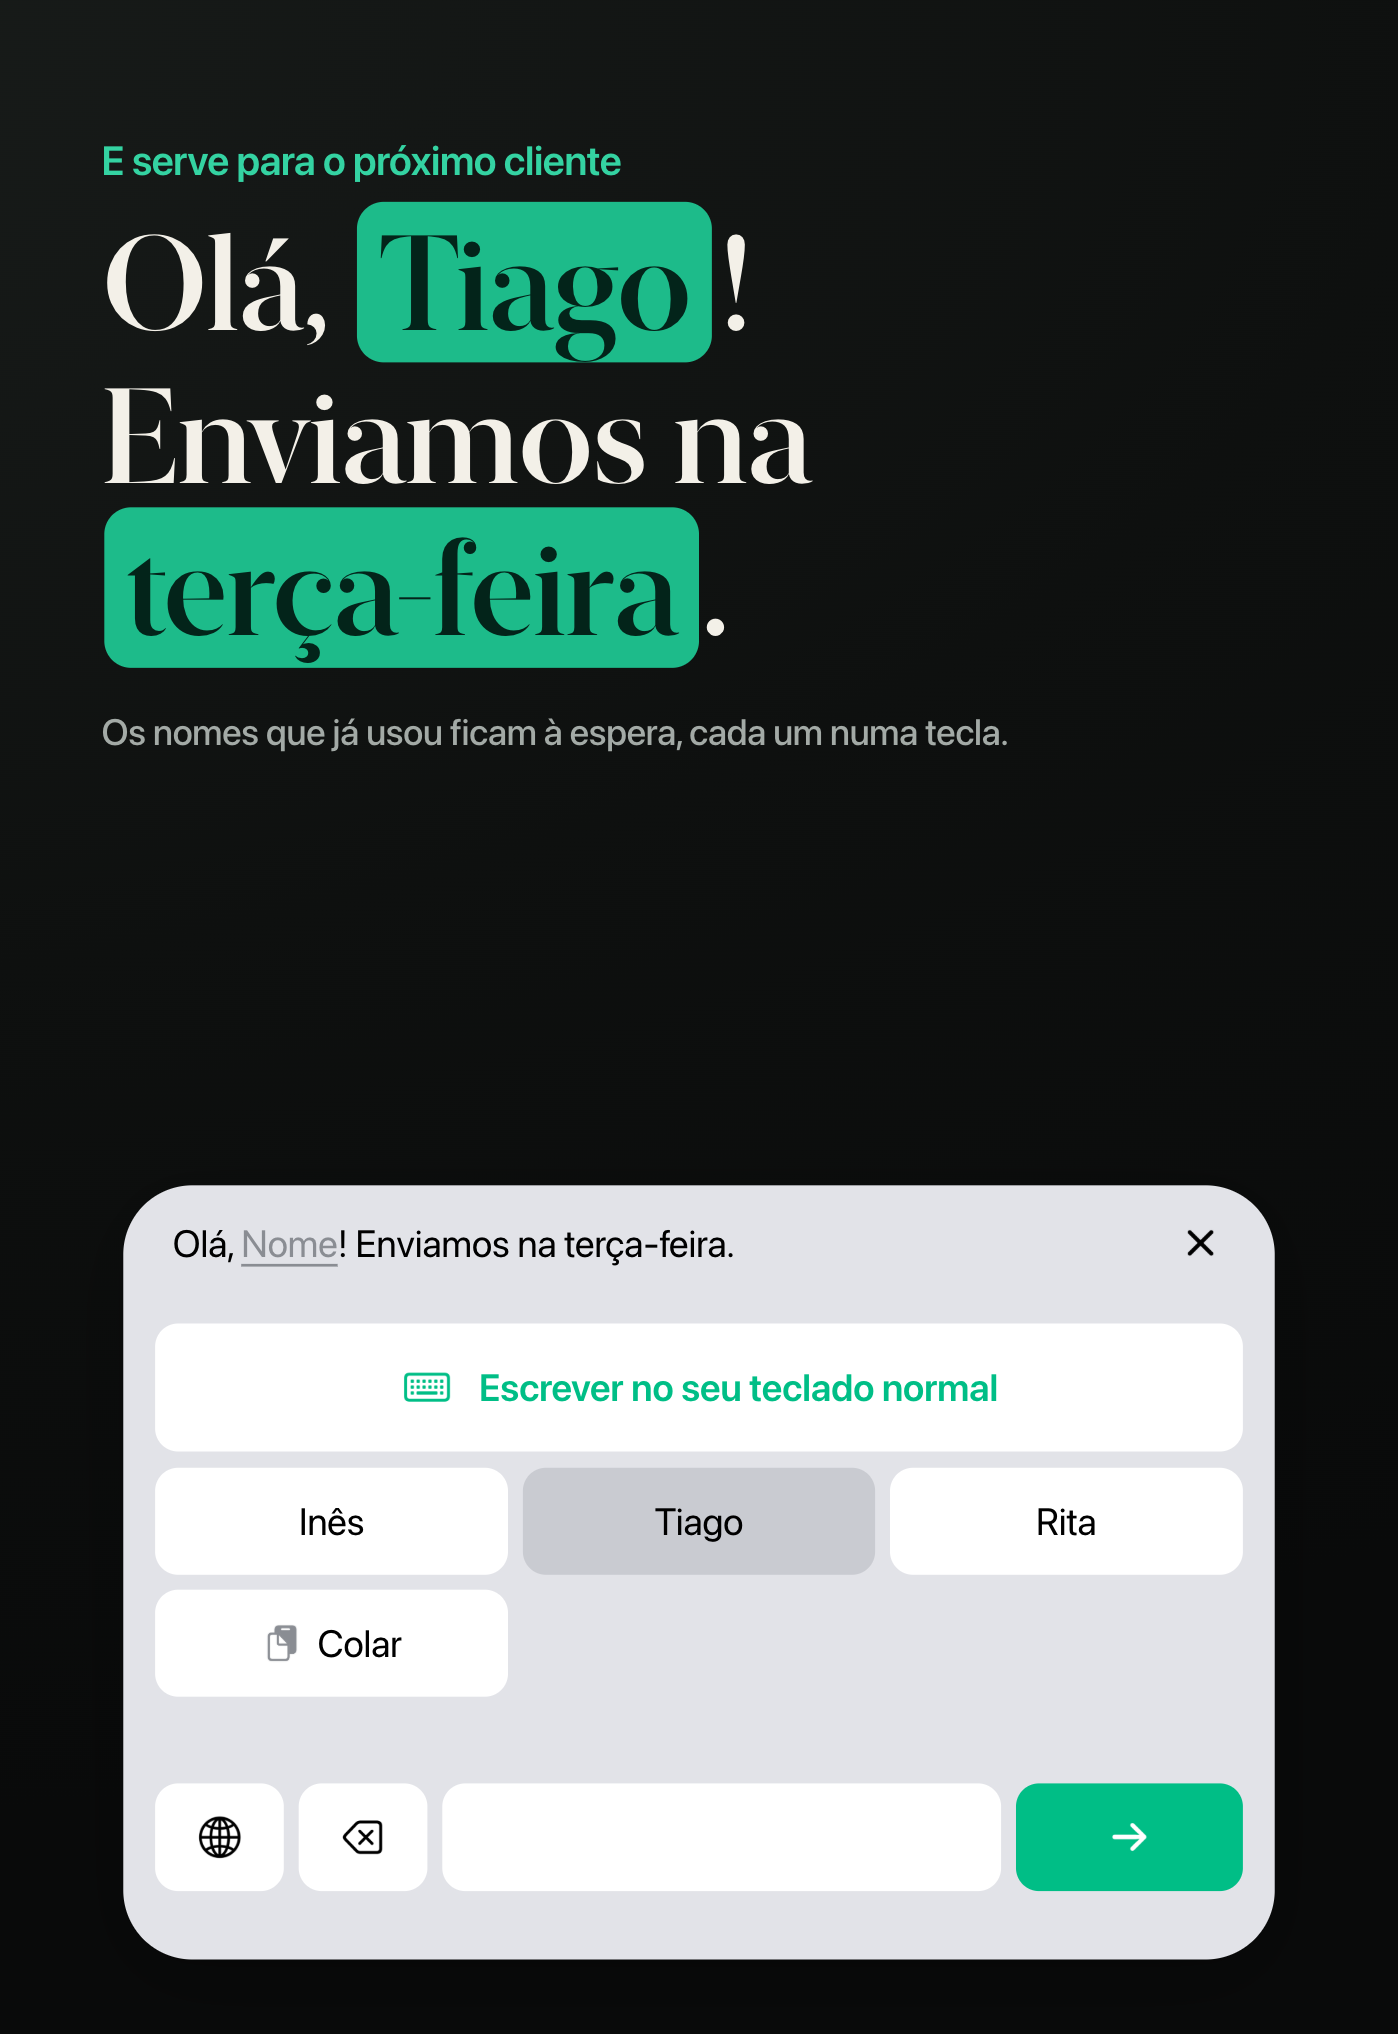 E serve para o próximo cliente
Olá, Tiago!
Enviamos na
terça-feira.
Os nomes que já usou ficam à espera, cada um numa tecla.
Olá, Nome! Enviamos na terça-feira.
Escrever no seu teclado normal
Inês Tiago Rita
Colar